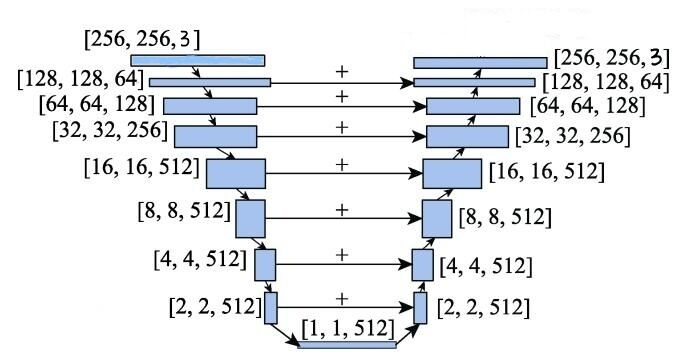 [256, 256,3]
[256, 256,3]
+
[128, 128, 64]
[128, 128, 64]
+
[64, 64, 128]
[64, 64, 128]
+
[32, 32, 256]
[32, 32, 256]
+
[16, 16, 512]
[16, 16, 512]
+
[8, 8, 512]
[8, 8, 512]
+
[4, 4, 512]
[4, 4, 512]
+
[2, 2, 512]
[2, 2, 512]
[1, 1, 512]